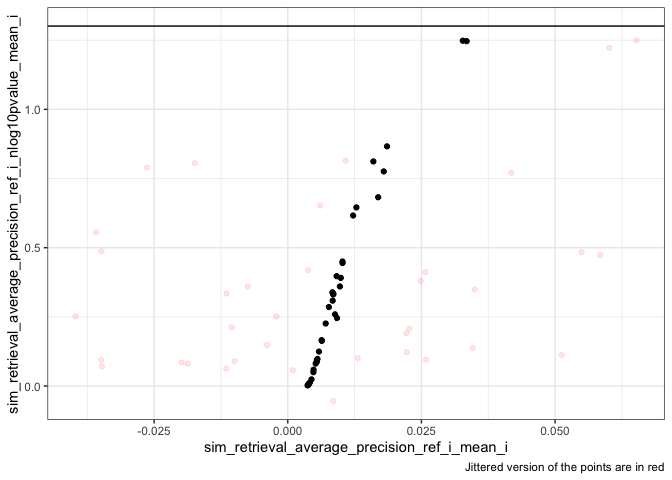 sim_retrieval_average_precision_ref_i_nlog10pvalue_mean_i
1.0
0.5
0.0
-0.025
0.000
0.025
0.050
sim_retrieval_average_precision_ref_i_mean_i
Jittered version of the points are in red